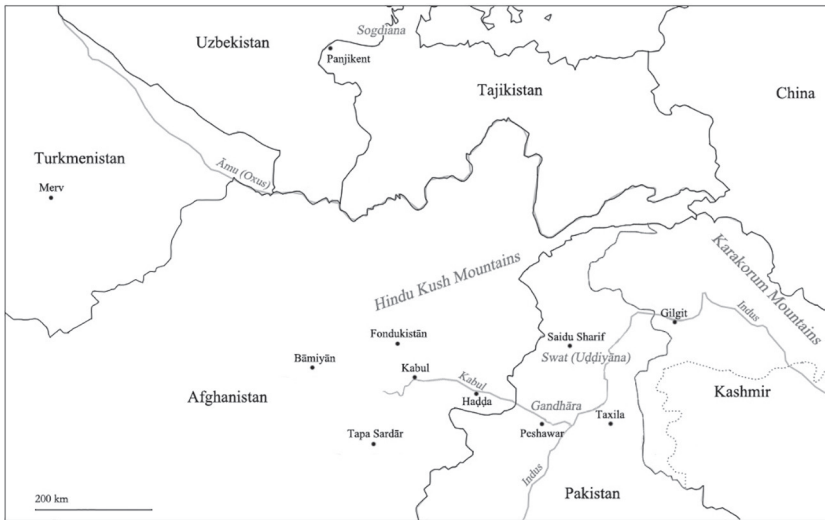 Sogdiana
Uzbekistan
Panjikent
Tajikistan
China
Turkmenistan
Āmu (Oxus)
Merv
Karakorum Mountains
Hindu Kush Mountains
Indus
Gilgit
Fondukistān
Saidu Sharif
Swat (Uḍḍiyāna)
Bāmiyān
Kabul
Kabul
Kashmir
Afghanistan
Haḍḍa
Gandhāra
Taxila
Peshawar
Tapa Sardār
Indus
Pakistan
200 km